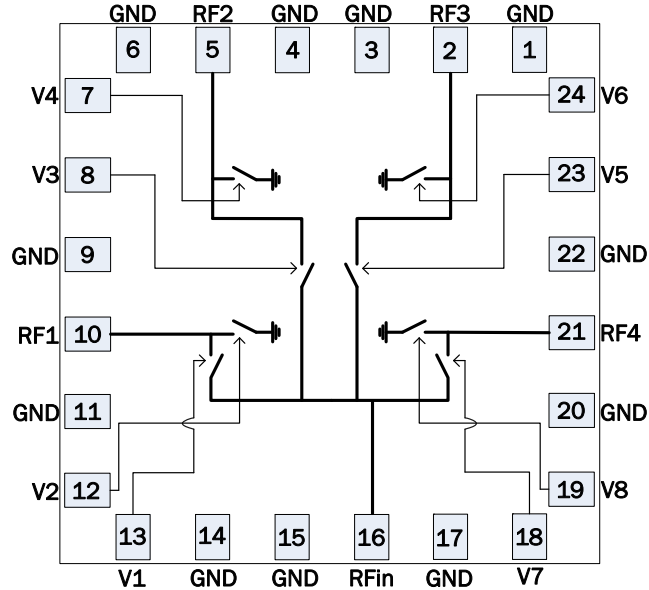 GND RF2 GND GND RF3 GND
6 5 4 3 2 1
V4 7 24 V6
V3 8 23 V5
GND 9 22 GND
RF1 10 21 RF4
GND 11 20 GND
V2 12 19 V8
13 14 15 16 17 18
V1 GND GND RFin GND V7